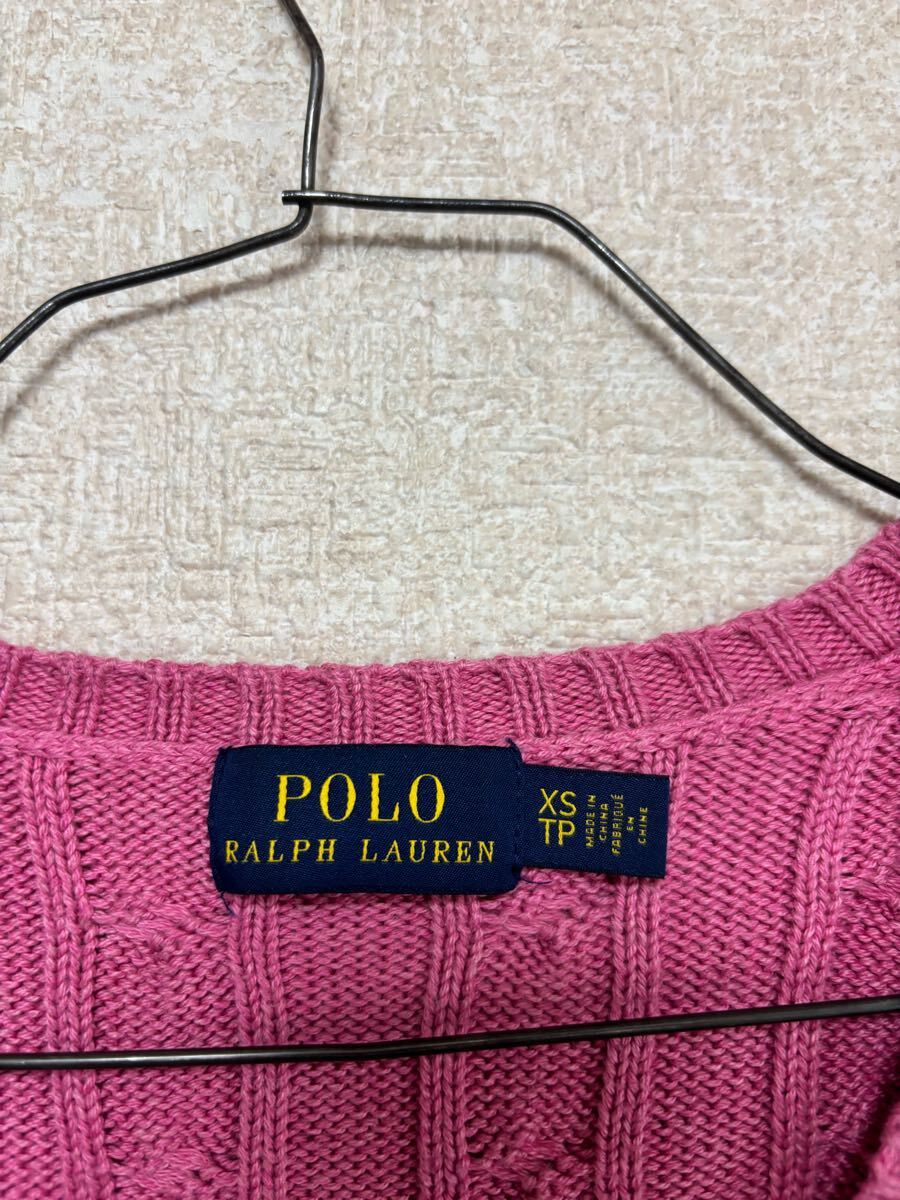 POLO
RALPH LAUREN
XS
TP
MADE IN
CHINA
FABRIQUÉ
EN
CHINE